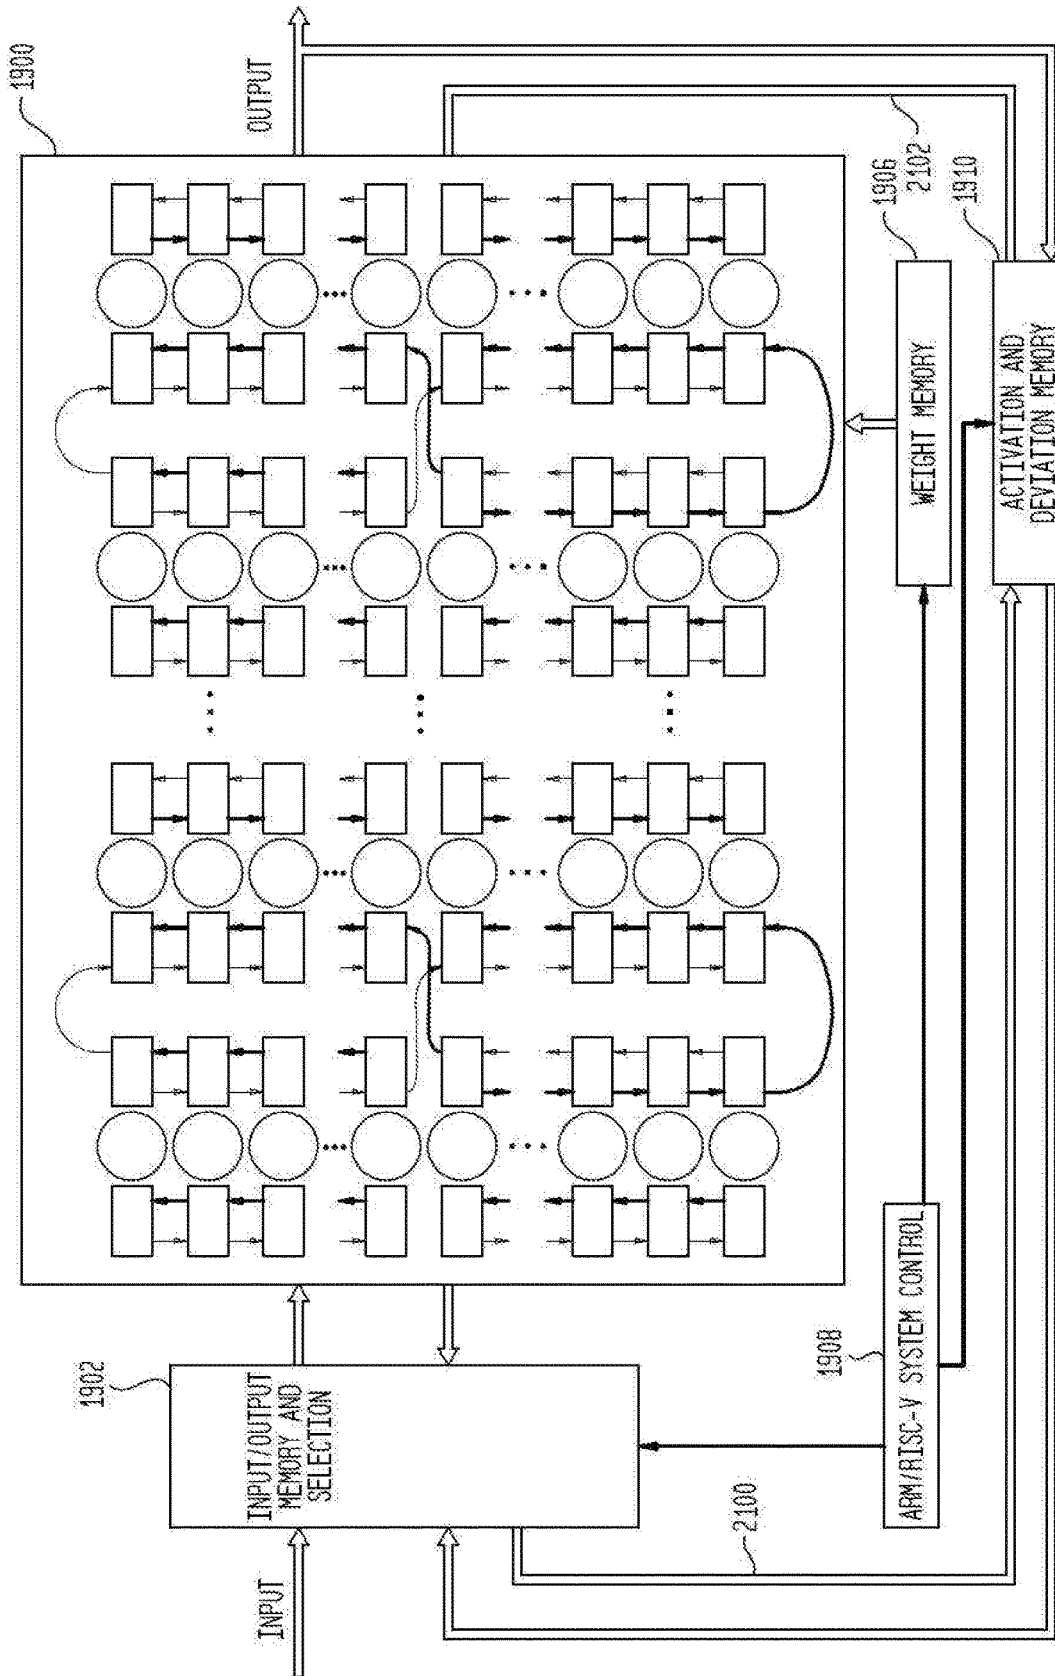 1900
OUTPUT
1902
INPUT/OUTPUT
MEMORY AND
SELECTION
INPUT
1906
2102
WEIGHT MEMORY
1910
ACTIVATION AND
DEVIATION MEMORY
1908
ARM/RISC-V SYSTEM CONTROL
2100